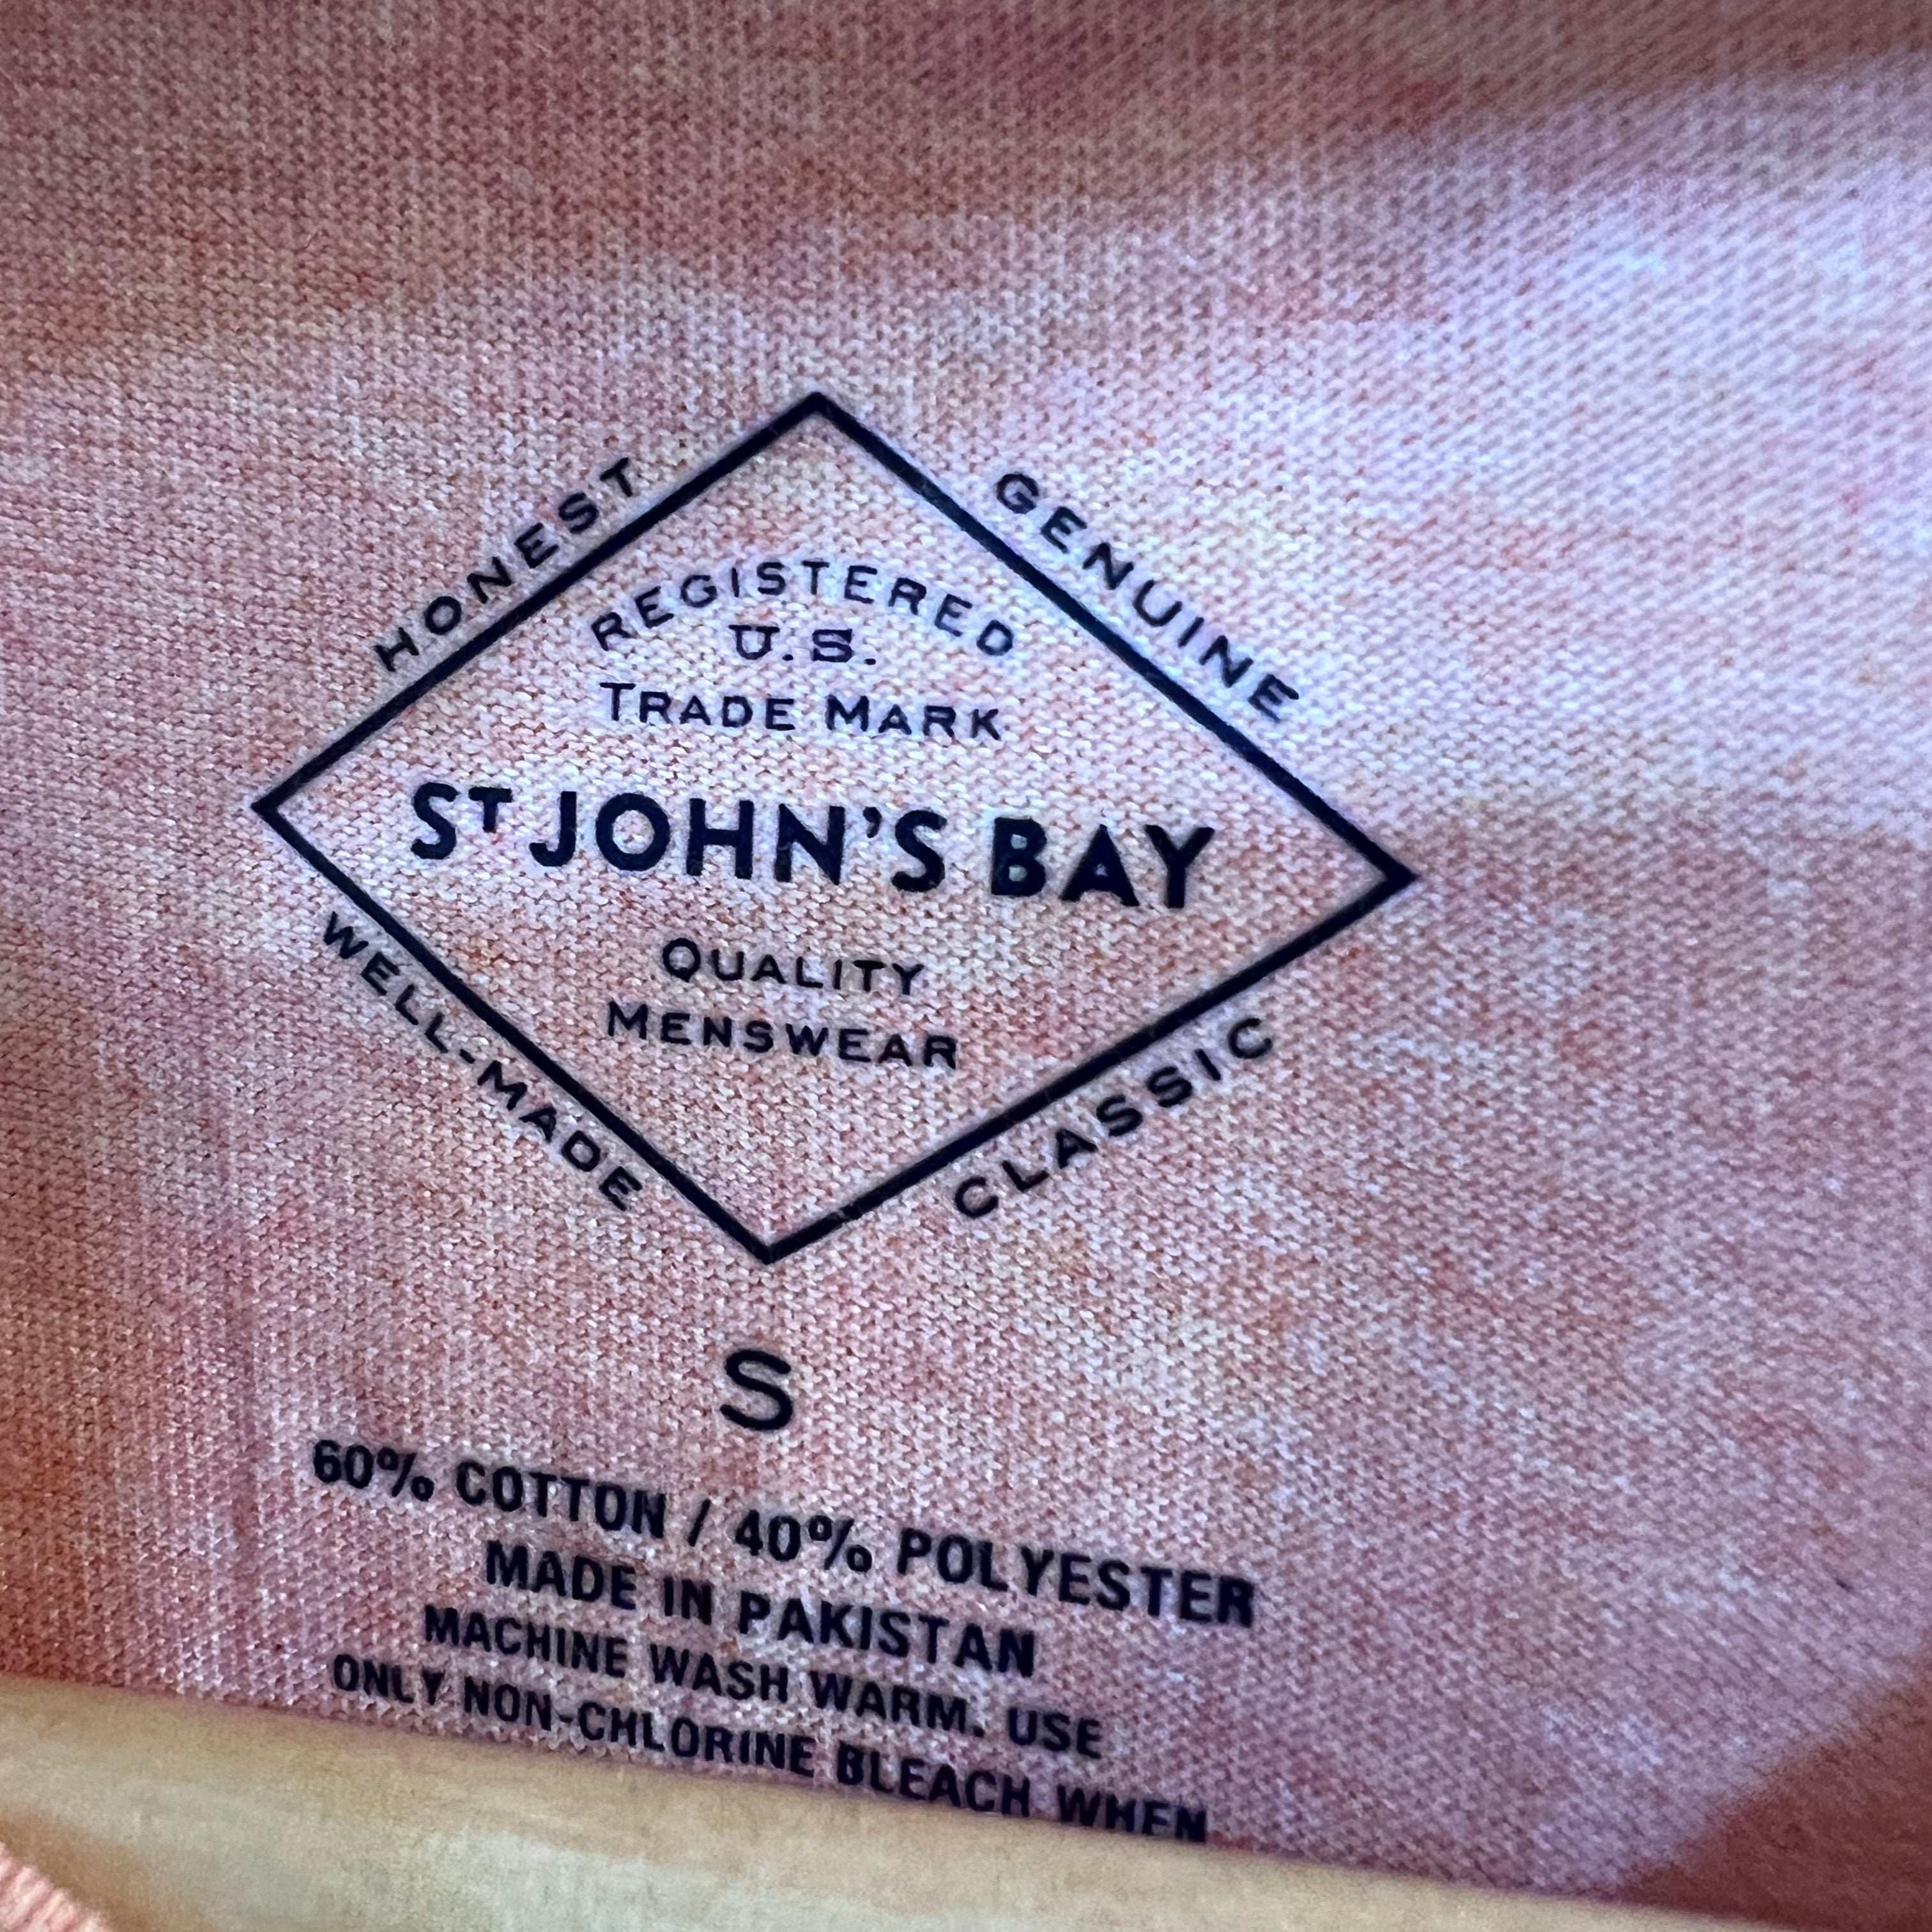 HONEST
GENUINE
REGISTERED
U.S.
TRADE MARK
ST JOHN'S BAY
QUALITY
MENSWEAR
WELL-MADE
CLASSIC
S
60% COTTON / 40% POLYESTER
MADE IN PAKISTAN
MACHINE WASH WARM. USE
ONLY NON-CHLORINE BLEACH WHEN